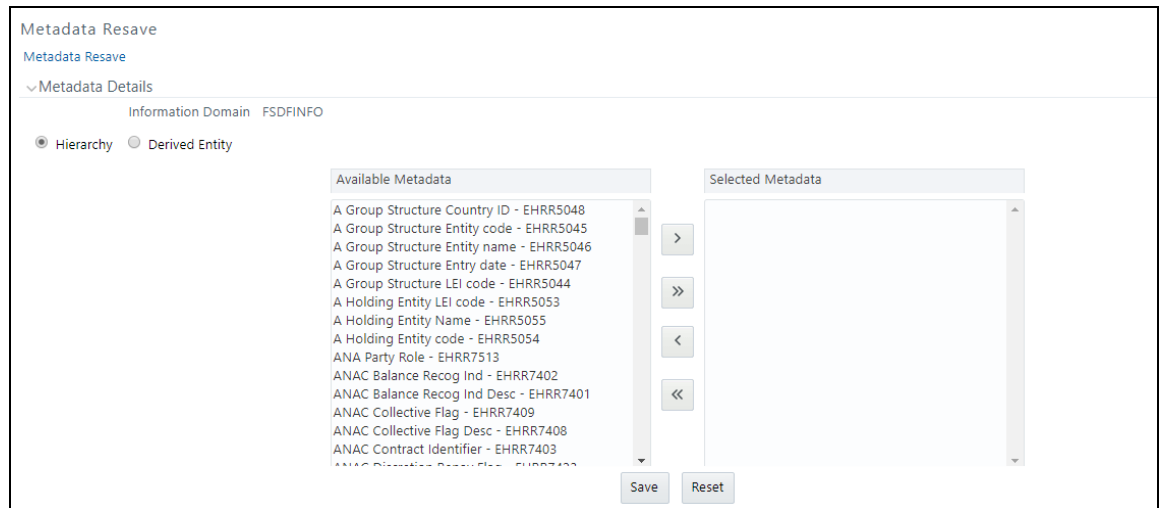 Metadata Resave
Metadata Resave
Metadata Details
Information Domain FSDFINFO
Hierarchy Derived Entity
Available Metadata Selected Metadata
A Group Structure Country ID - EHRR5048
A Group Structure Entity code - EHRR5045
A Group Structure Entity name - EHRR5046
A Group Structure Entry date - EHRR5047
A Group Structure LEI code - EHRR5044
A Holding Entity LEI code - EHRR5053
A Holding Entity Name - EHRR5055
A Holding Entity code - EHRR5054
ANA Party Role - EHRR7513
ANAC Balance Recog Ind - EHRR7402
ANAC Balance Recog Ind Desc - EHRR7401
ANAC Collective Flag - EHRR7409
ANAC Collective Flag Desc - EHRR7408
ANAC Contract Identifier - EHRR7403
Save Reset